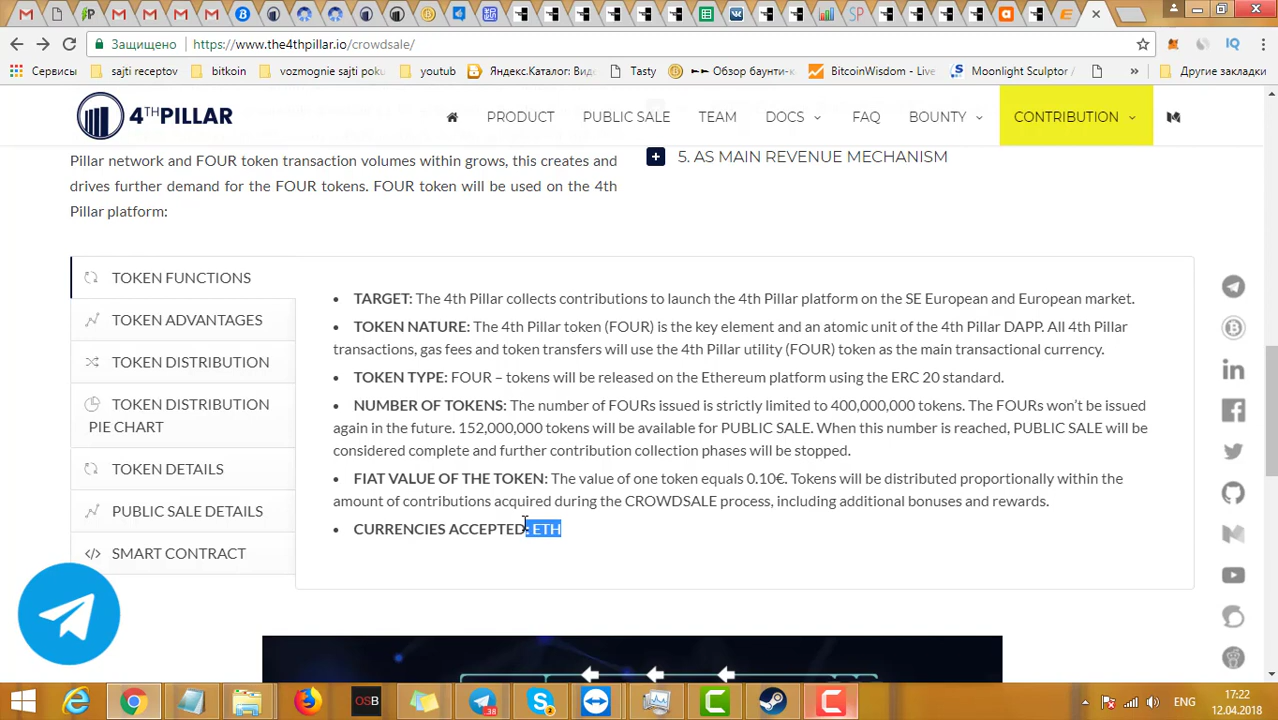 Защищено
https://www.the4thpillar.io/crowdsale/
Сервисы
sajti receptov
bitkoin
vozmognie sajti poku
youtub
Яндекс.Каталог: Виде
Tasty
►← Обзор баунти-к
BitcoinWisdom - Live
Moonlight Sculptor /
»
Другие закладки
4THPILLAR
PRODUCT
PUBLIC SALE
TEAM
DOCS
FAQ
BOUNTY
CONTRIBUTION
Pillar network and FOUR token transaction volumes within grows, this creates and
drives further demand for the FOUR tokens. FOUR token will be used on the 4th
Pillar platform:
5. AS MAIN REVENUE MECHANISM
TOKEN FUNCTIONS
TOKEN ADVANTAGES
TOKEN DISTRIBUTION
TOKEN DISTRIBUTION
PIE CHART
TOKEN DETAILS
PUBLIC SALE DETAILS
SMART CONTRACT
• TARGET: The 4th Pillar collects contributions to launch the 4th Pillar platform on the SE European and European market.
• TOKEN NATURE: The 4th Pillar token (FOUR) is the key element and an atomic unit of the 4th Pillar DAPP. All 4th Pillar
transactions, gas fees and token transfers will use the 4th Pillar utility (FOUR) token as the main transactional currency.
• TOKEN TYPE: FOUR – tokens will be released on the Ethereum platform using the ERC 20 standard.
• NUMBER OF TOKENS: The number of FOURs issued is strictly limited to 400,000,000 tokens. The FOURs won't be issued
again in the future. 152,000,000 tokens will be available for PUBLIC SALE. When this number is reached, PUBLIC SALE will be
considered complete and further contribution collection phases will be stopped.
• FIAT VALUE OF THE TOKEN: The value of one token equals 0.10€. Tokens will be distributed proportionally within the
amount of contributions acquired during the CROWDSALE process, including additional bonuses and rewards.
• CURRENCIES ACCEPTED: ETH
OSB
38
ENG
17:22
12.04.2018